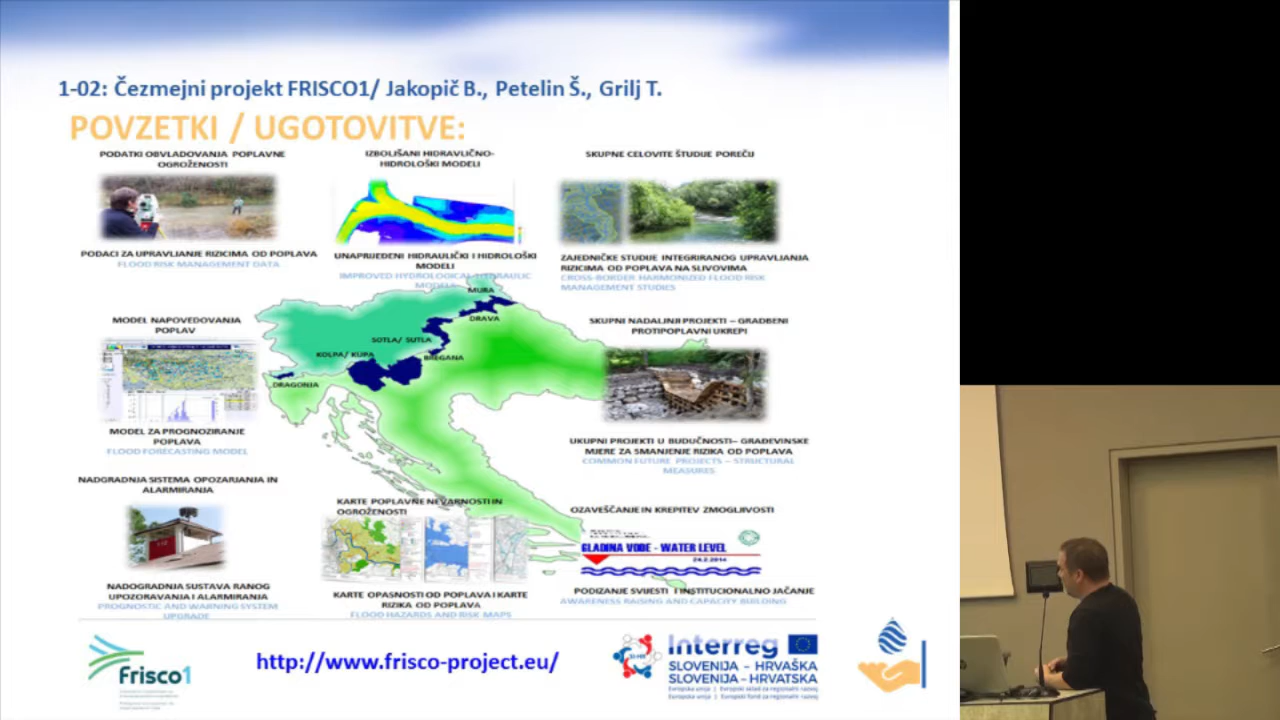 1-02: Čezmejni projekt FRISCO1/ Jakopič B., Petelin Š., Grilj T.
POVZETKI / UGOTOVITVE:
PODATKI OBVLADOVANJA POPLAVNE
OGROŽENOSTI
PODACI ZA UPRAVLJANJE RIZICIMA OD POPLAVA
FLOOD RISK MANAGEMENT DATA
IZBOLJŠANI HIDRAVLIČNO-
HIDROLOŠKI MODELI
UNAPRIJEĐENI HIDRAULIČKI I HIDROLOŠKI
MODELI
IMPROVED HYDROLOGICAL-HYDRAULIC
MODELS
SKUPNE CELOVITE ŠTUDIJE POREČIJ
ZAJEDNIČKE STUDIJE INTEGRIRANOG UPRAVLJANJA
RIZICIMA OD POPLAVA NA SLIVOVIMA
CROSS-BORDER HARMONIZED FLOOD RISK
MANAGEMENT STUDIES
MURA
DRAVA
SOTLA/ SUTLA
BREGANA
KOLPA/ KUPA
DRAGONJA
MODEL NAPOVEDOVANJA
POPLAV
MODEL ZA PROGNOZIRANJE
POPLAVA
FLOOD FORECASTING MODEL
SKUPNI NADALJNJI PROJEKTI – GRADBENI
PROTIPOPLAVNI UKREPI
UKUPNI PROJEKTI U BUDUĆNOSTI– GRAĐEVINSKE
MJERE ZA SMANJENJE RIZIKA OD POPLAVA
COMMON FUTURE PROJECTS – STRUCTURAL
MEASURES
NADGRADNJA SISTEMA OPOZARJANJA IN
ALARMIRANJA
NADOGRADNJA SUSTAVA RANOG
UPOZORAVANJA I ALARMIRANJA
PROGNOSTIC AND WARNING SYSTEM
UPGRADE
KARTE POPLAVNE NEVARNOSTI IN
OGROŽENOSTI
KARTE OPASNOSTI OD POPLAVA I KARTE
RIZIKA OD POPLAVA
FLOOD HAZARDS AND RISK MAPS
OZAVEŠČANJE IN KREPITEV ZMOGLJIVOSTI
GLADINA VODE - WATER LEVEL
24.2.2014
PODIZANJE SVIJESTI I INSTITUCIONALNO JAČANJE
AWARENESS RAISING AND CAPACITY BUILDING
Frisco1
http://www.frisco-project.eu/
SI-HR
Interreg
SLOVENIJA – HRVAŠKA
SLOVENIJA – HRVATSKA
Evropska unija | Evropski sklad za regionalni razvoj
Europska unija | Europski fond za regionalni razvoj